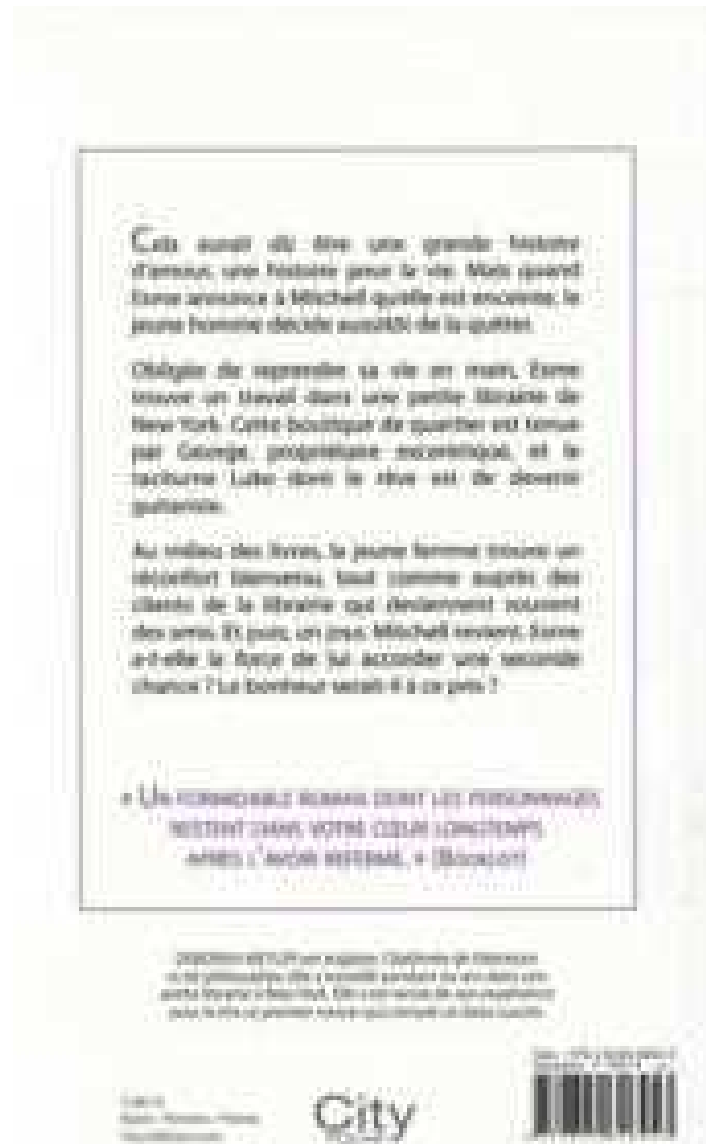 Cela aurait dû être une grande histoire
d'amour, une histoire pour la vie. Mais quand
Esme annonce à Mitchell qu'elle est enceinte, le
jeune homme décide aussitôt de la quitter.
Obligée de reprendre sa vie en main, Esme
trouve un travail dans une petite librairie de
New York. Cette boutique de quartier est tenue
par George, propriétaire excentrique, et le
taciturne Luke dont le rêve est de devenir
guitariste.
Au milieu des livres, la jeune femme trouve un
réconfort bienvenu, tout comme auprès des
clients de la librairie qui deviennent souvent
des amis. Et puis, un jour, Mitchell revient. Esme
a-t-elle la force de lui accorder une seconde
chance ? Le bonheur serait-il à ce prix ?
« UN FORMIDABLE ROMAN DONT LES PERSONNAGES
RESTENT DANS VOTRE CŒUR LONGTEMPS
APRÈS L'AVOIR REFERMÉ. » (BOOKLIST)
City